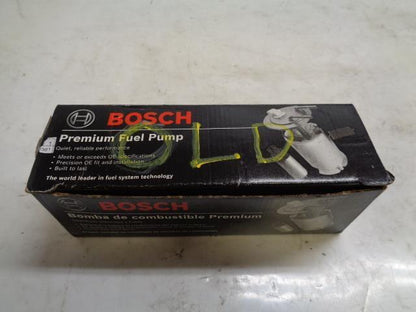 BOSCH
Premium Fuel Pump
OLD
Quiet, reliable performance
• Meets or exceeds OE specifications
• Precision OE fit and installation
• Built to last
The world leader in fuel system technology
Bomba de combustible Premium